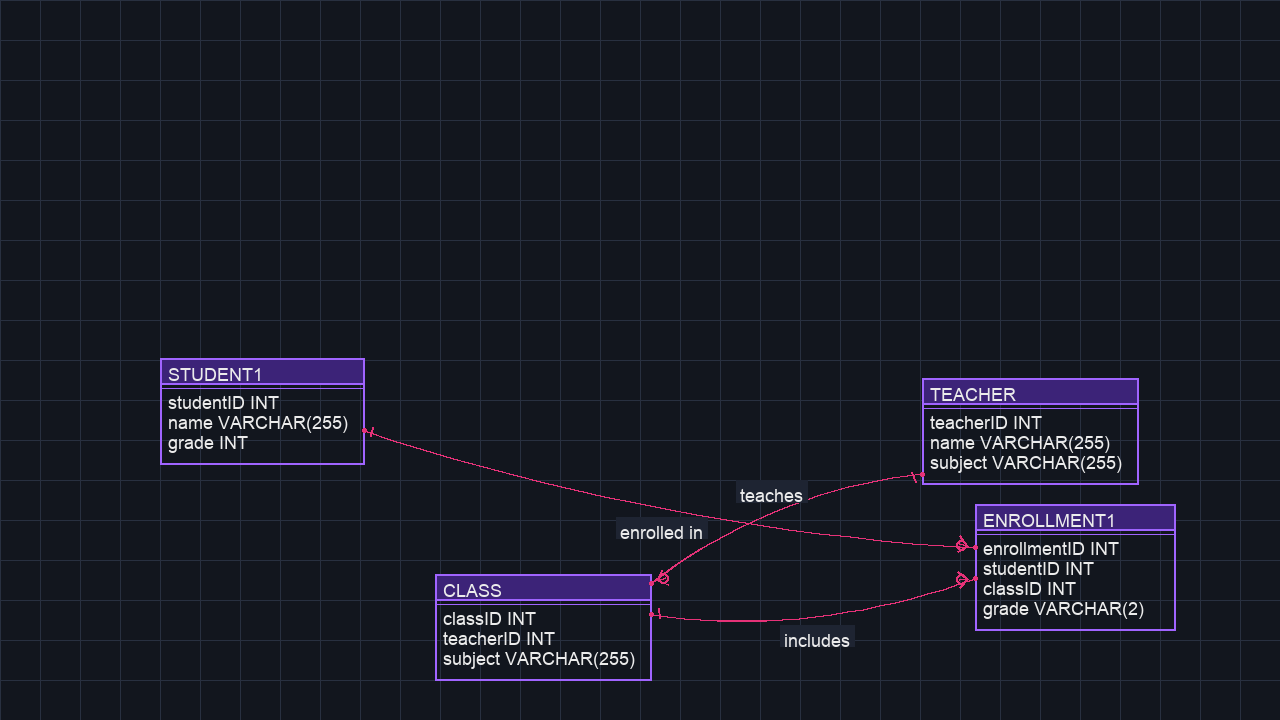 STUDENT1
studentID INT
name VARCHAR(255)
grade INT
TEACHER
teacherID INT
name VARCHAR(255)
subject VARCHAR(255)
teaches
enrolled in
ENROLLMENT1
enrollmentID INT
studentID INT
classID INT
grade VARCHAR(2)
CLASS
classID INT
teacherID INT
subject VARCHAR(255)
includes